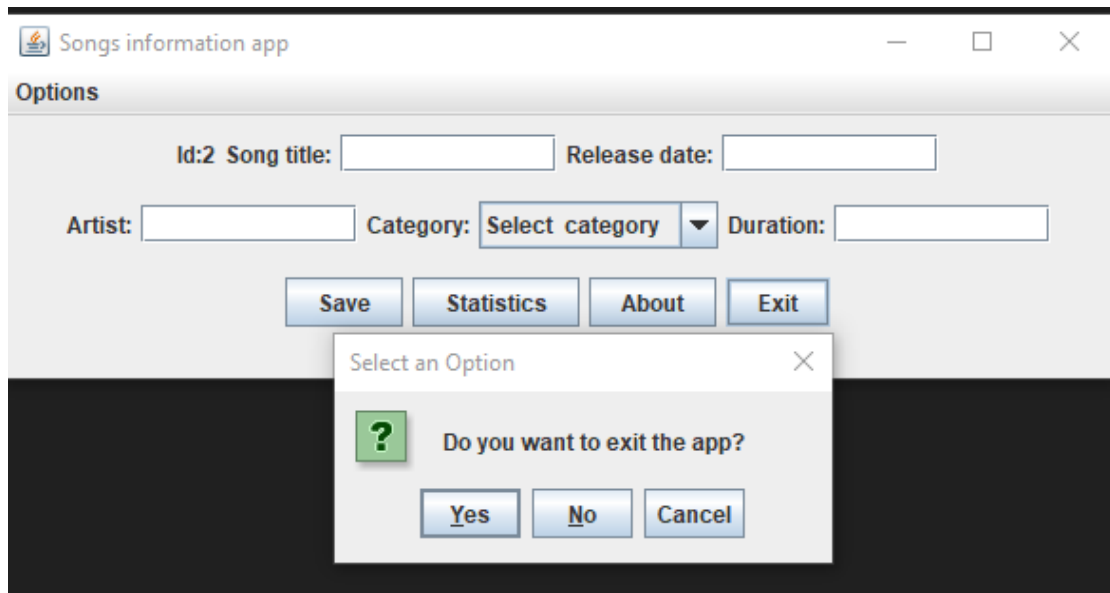 Songs information app
Options
Id:2 Song title: Release date:
Artist: Category: Select category Duration:
Save Statistics About Exit
Select an Option
? Do you want to exit the app?
Yes No Cancel